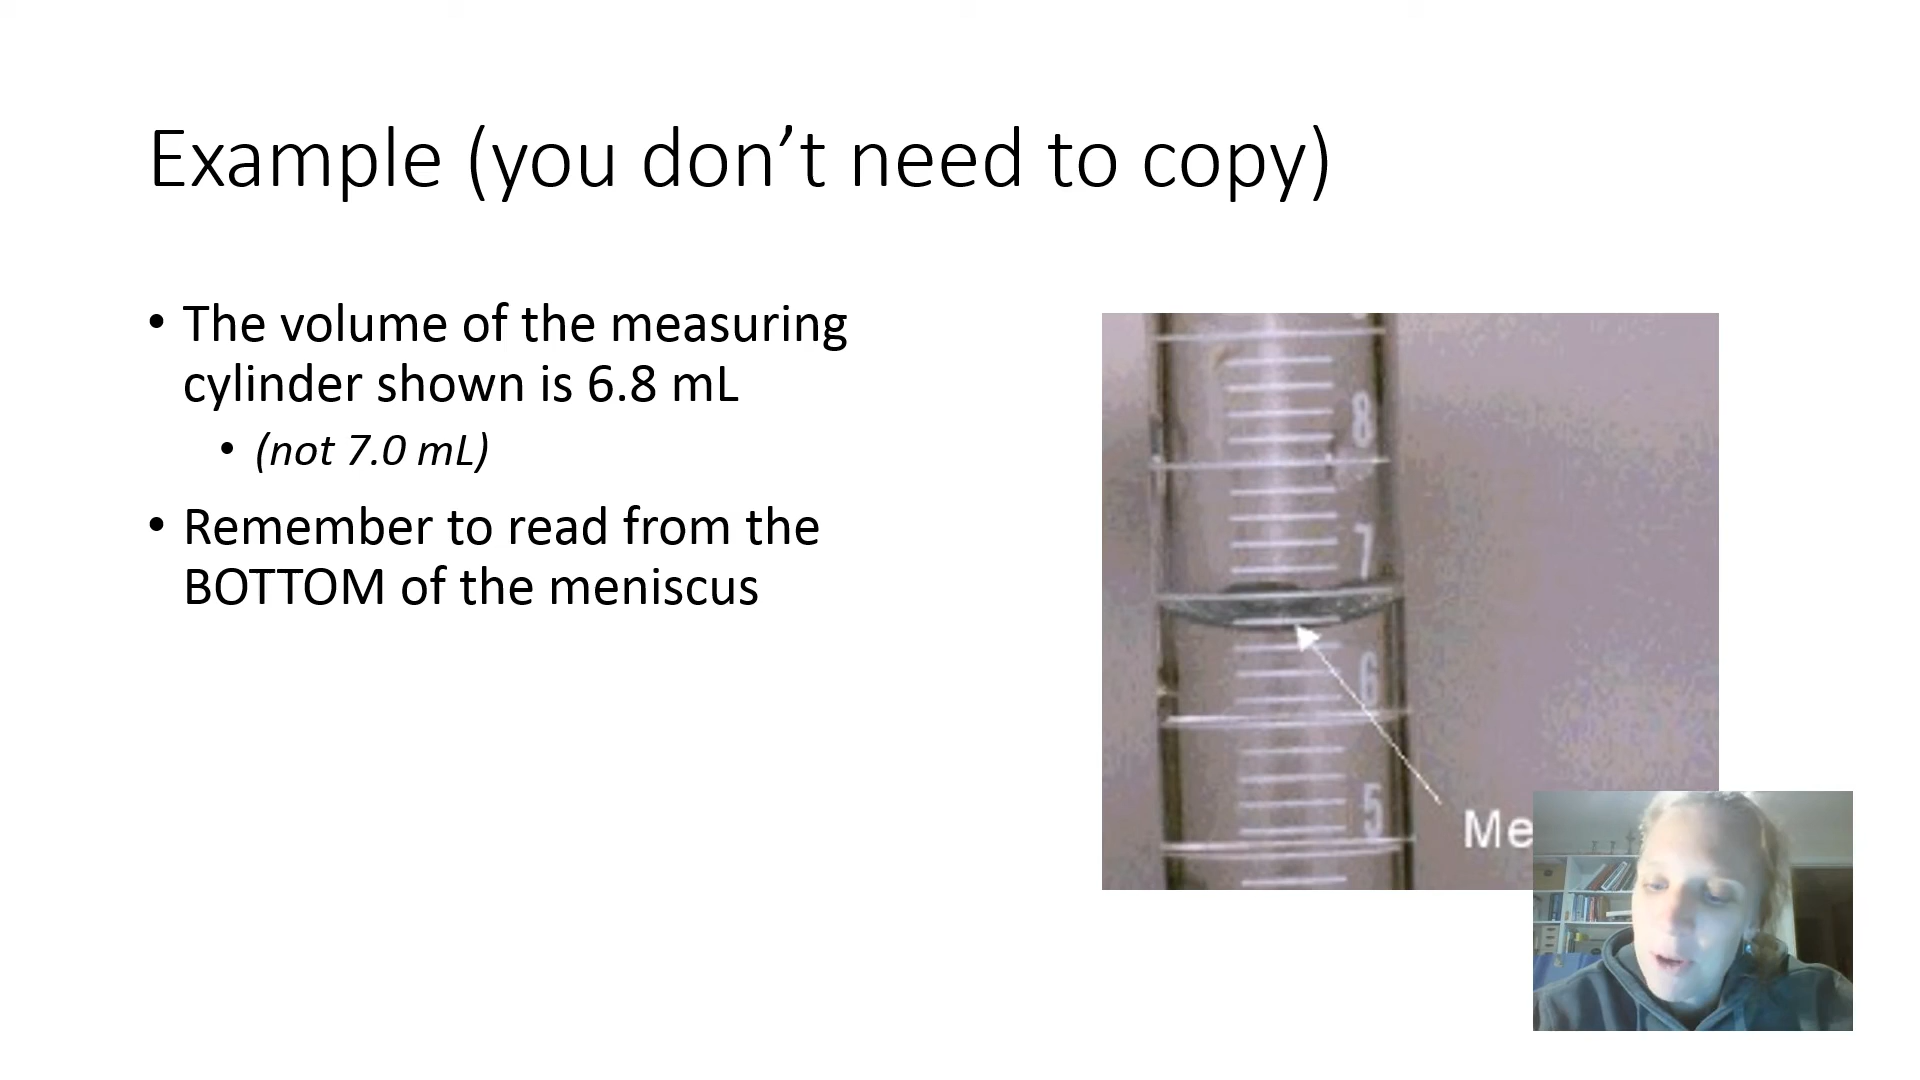 Example (you don’t need to copy)
• The volume of the measuring
cylinder shown is 6.8 mL
• (not 7.0 mL)
• Remember to read from the
BOTTOM of the meniscus
8
7
6
5